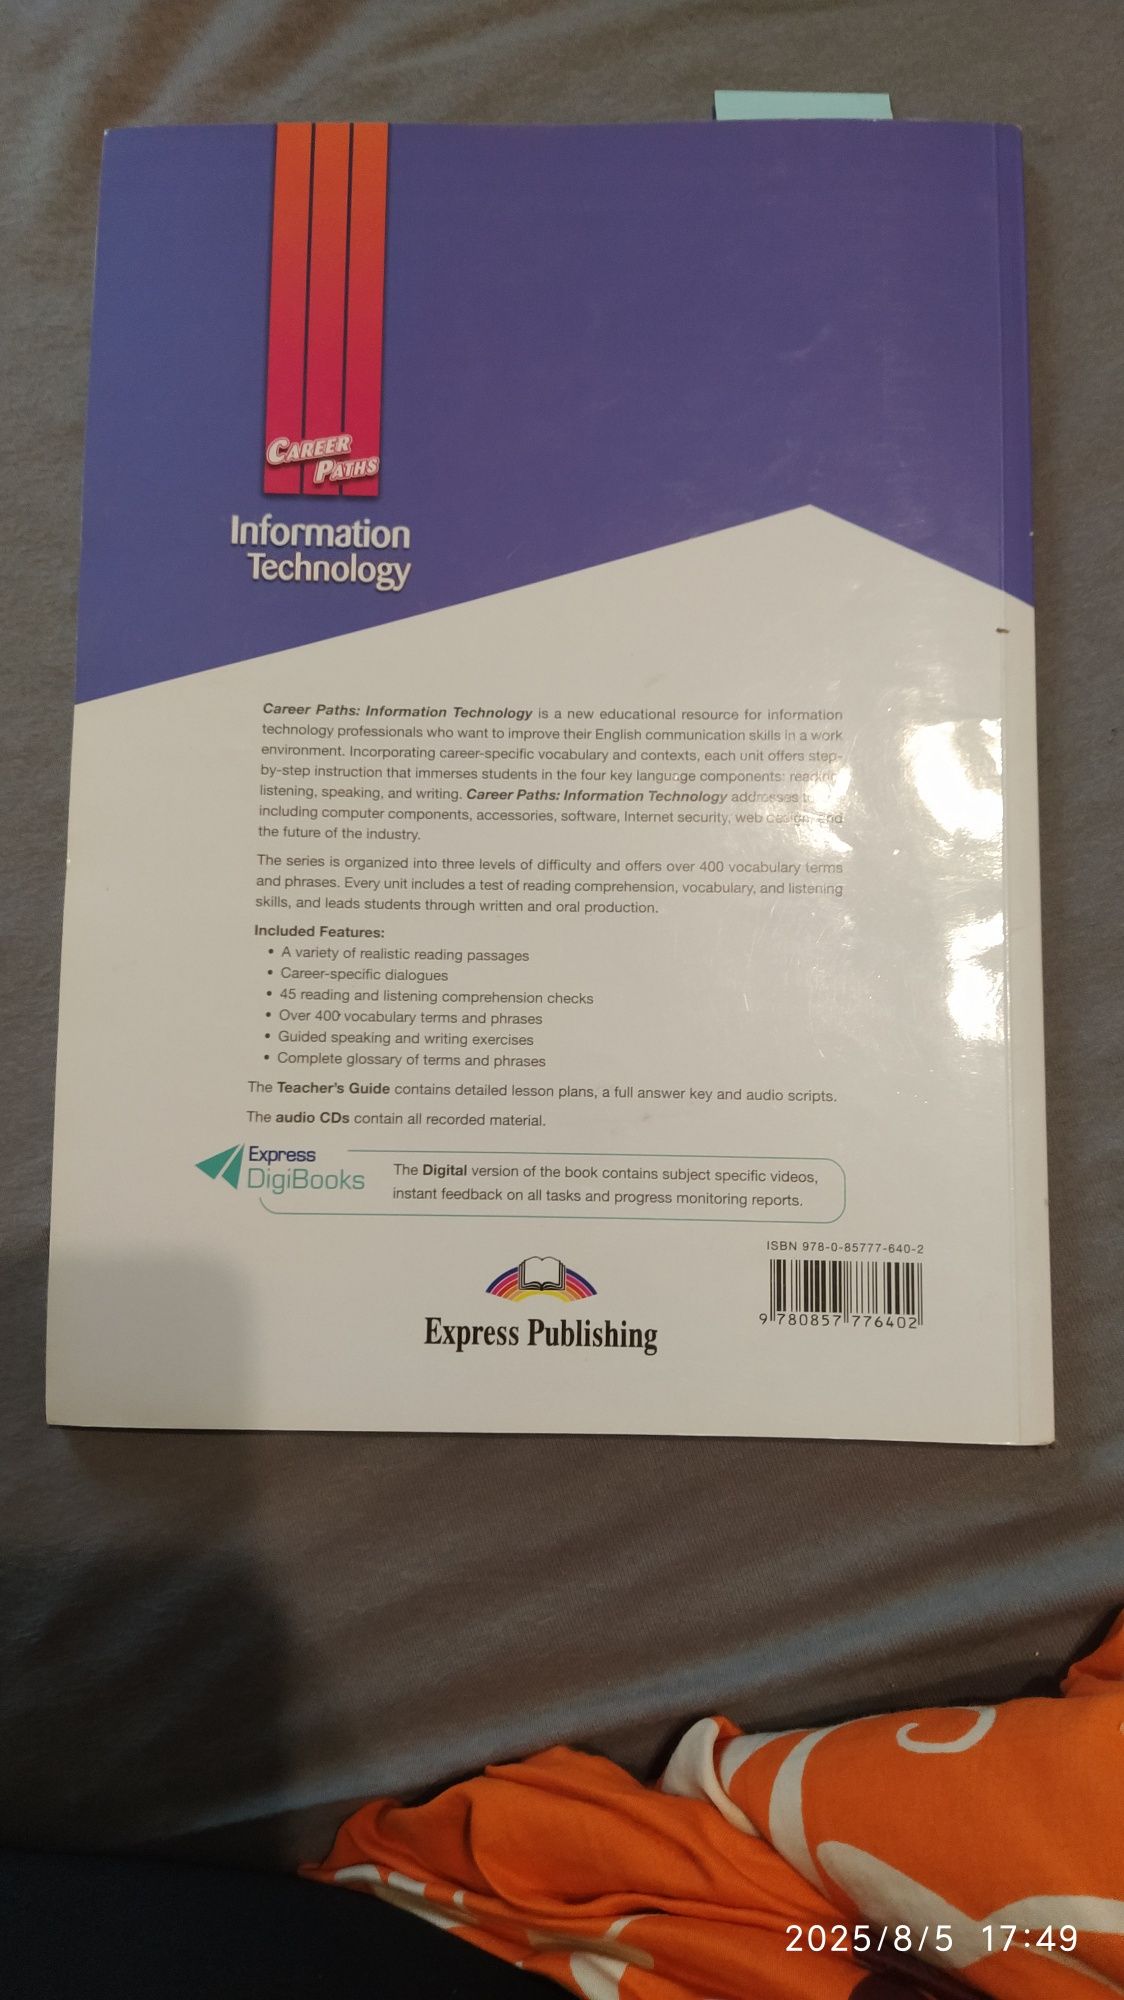 CAREER
PATHS
Information
Technology
Career Paths: Information Technology is a new educational resource for information
technology professionals who want to improve their English communication skills in a work
environment. Incorporating career-specific vocabulary and contexts, each unit offers step-
by-step instruction that immerses students in the four key language components: reading,
listening, speaking, and writing. Career Paths: Information Technology addresses
including computer components, accessories, software, Internet security, web design, and
the future of the industry.
The series is organized into three levels of difficulty and offers over 400 vocabulary terms
and phrases. Every unit includes a test of reading comprehension, vocabulary, and listening
skills, and leads students through written and oral production.
Included Features:
• A variety of realistic reading passages
• Career-specific dialogues
• 45 reading and listening comprehension checks
• Over 400 vocabulary terms and phrases
• Guided speaking and writing exercises
• Complete glossary of terms and phrases
The Teacher's Guide contains detailed lesson plans, a full answer key and audio scripts.
The audio CDs contain all recorded material.
Express
DigiBooks
The Digital version of the book contains subject specific videos,
instant feedback on all tasks and progress monitoring reports.
ISBN 978-0-85777-640-2
9 780857 776402
Express Publishing
2025/8/5 17:49